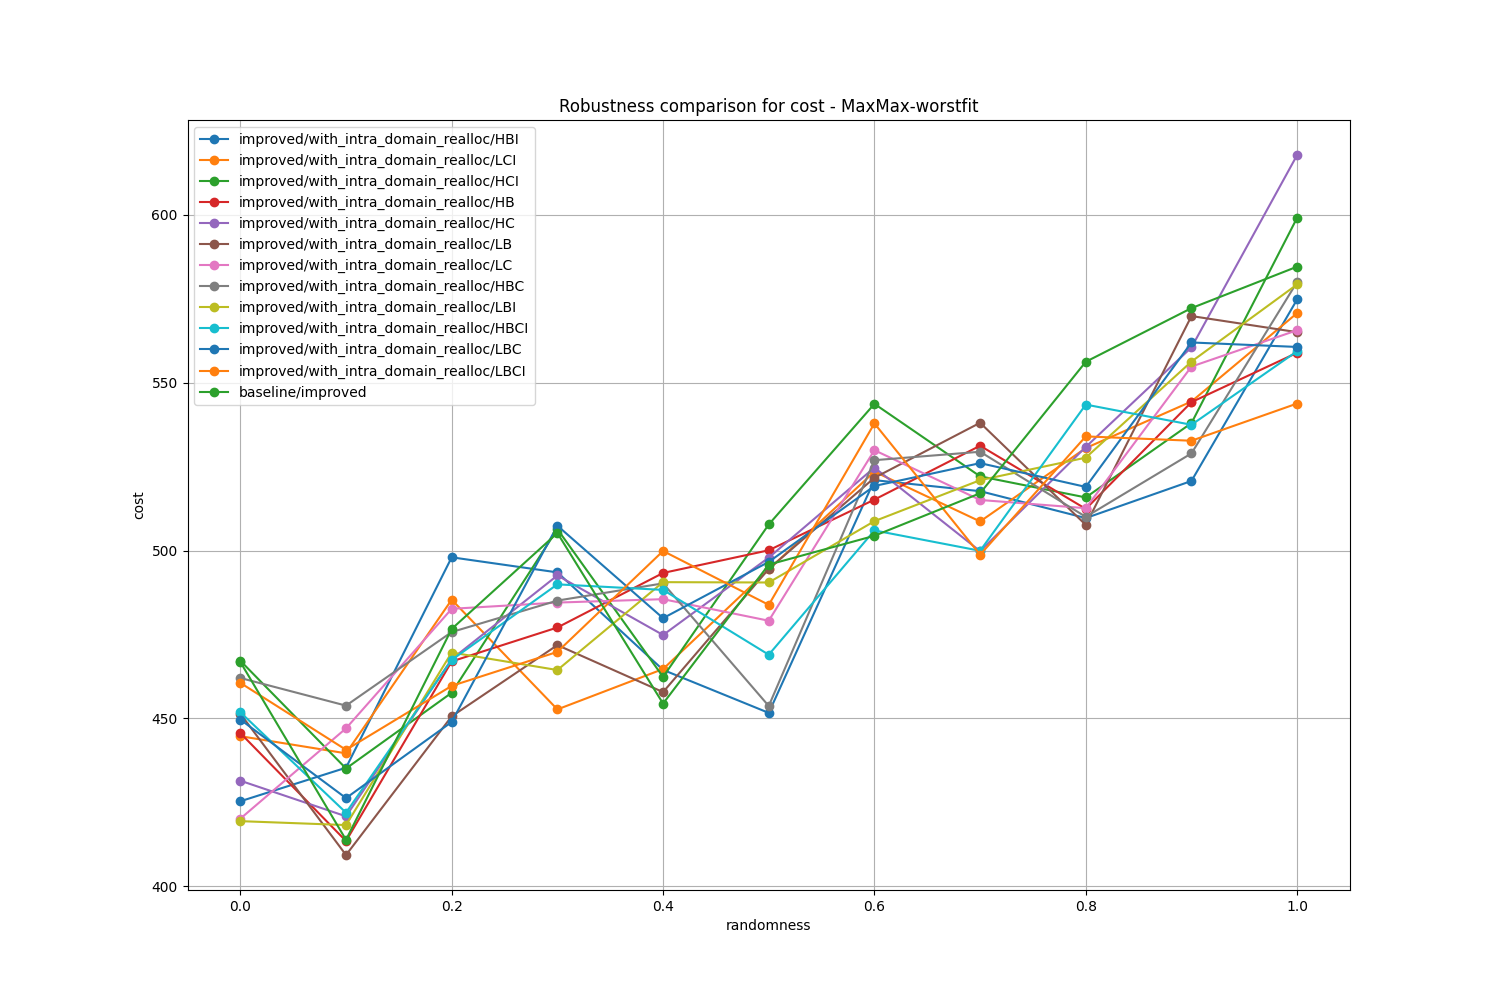 Robustness comparison for cost - MaxMax-worstfit
improved/with_intra_domain_realloc/HBI
improved/with_intra_domain_realloc/LCI
improved/with_intra_domain_realloc/HCI
improved/with_intra_domain_realloc/HB
improved/with_intra_domain_realloc/HC
improved/with_intra_domain_realloc/LB
improved/with_intra_domain_realloc/LC
improved/with_intra_domain_realloc/HBC
improved/with_intra_domain_realloc/LBI
improved/with_intra_domain_realloc/HBCI
improved/with_intra_domain_realloc/LBC
improved/with_intra_domain_realloc/LBCI
baseline/improved
600
550
500
450
400
cost
0.0 0.2 0.4 0.6 0.8 1.0
randomness